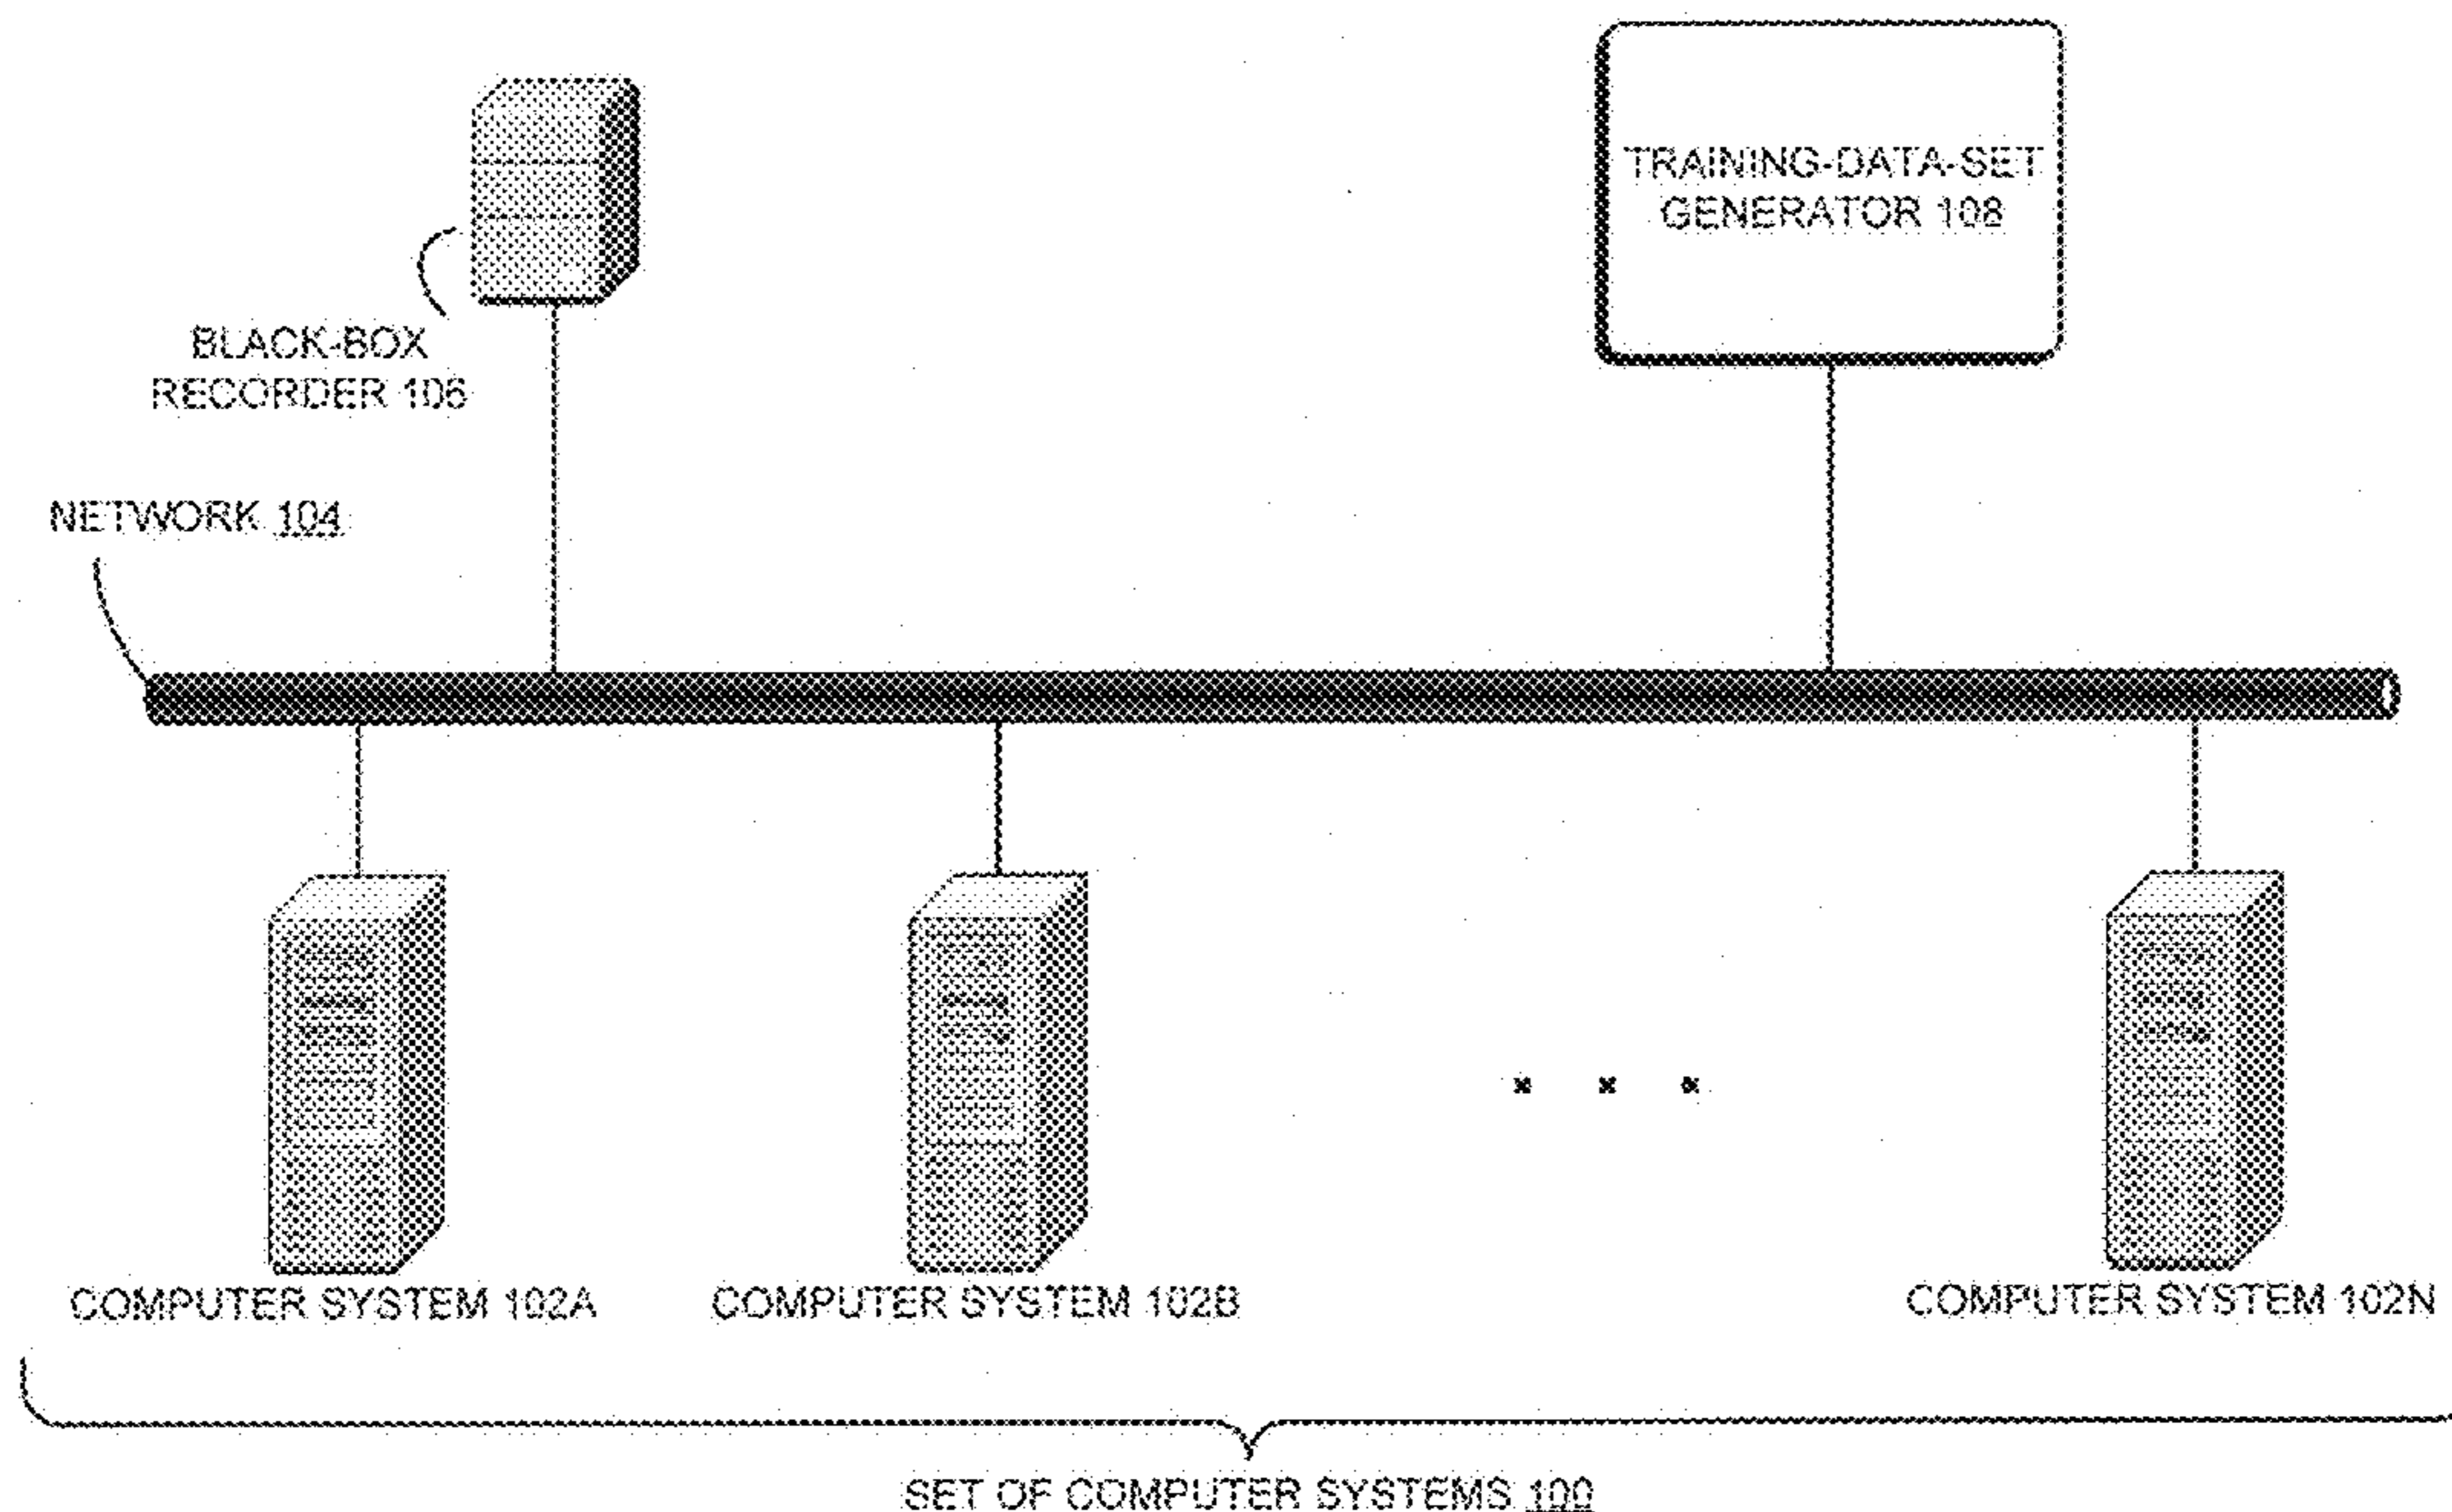 TRAINING-DATA-SET
GENERATOR 108
BLACK-BOX
RECORDER 106
NETWORK 104
COMPUTER SYSTEM 102A
COMPUTER SYSTEM 102B
COMPUTER SYSTEM 102N
SET OF COMPUTER SYSTEMS 100